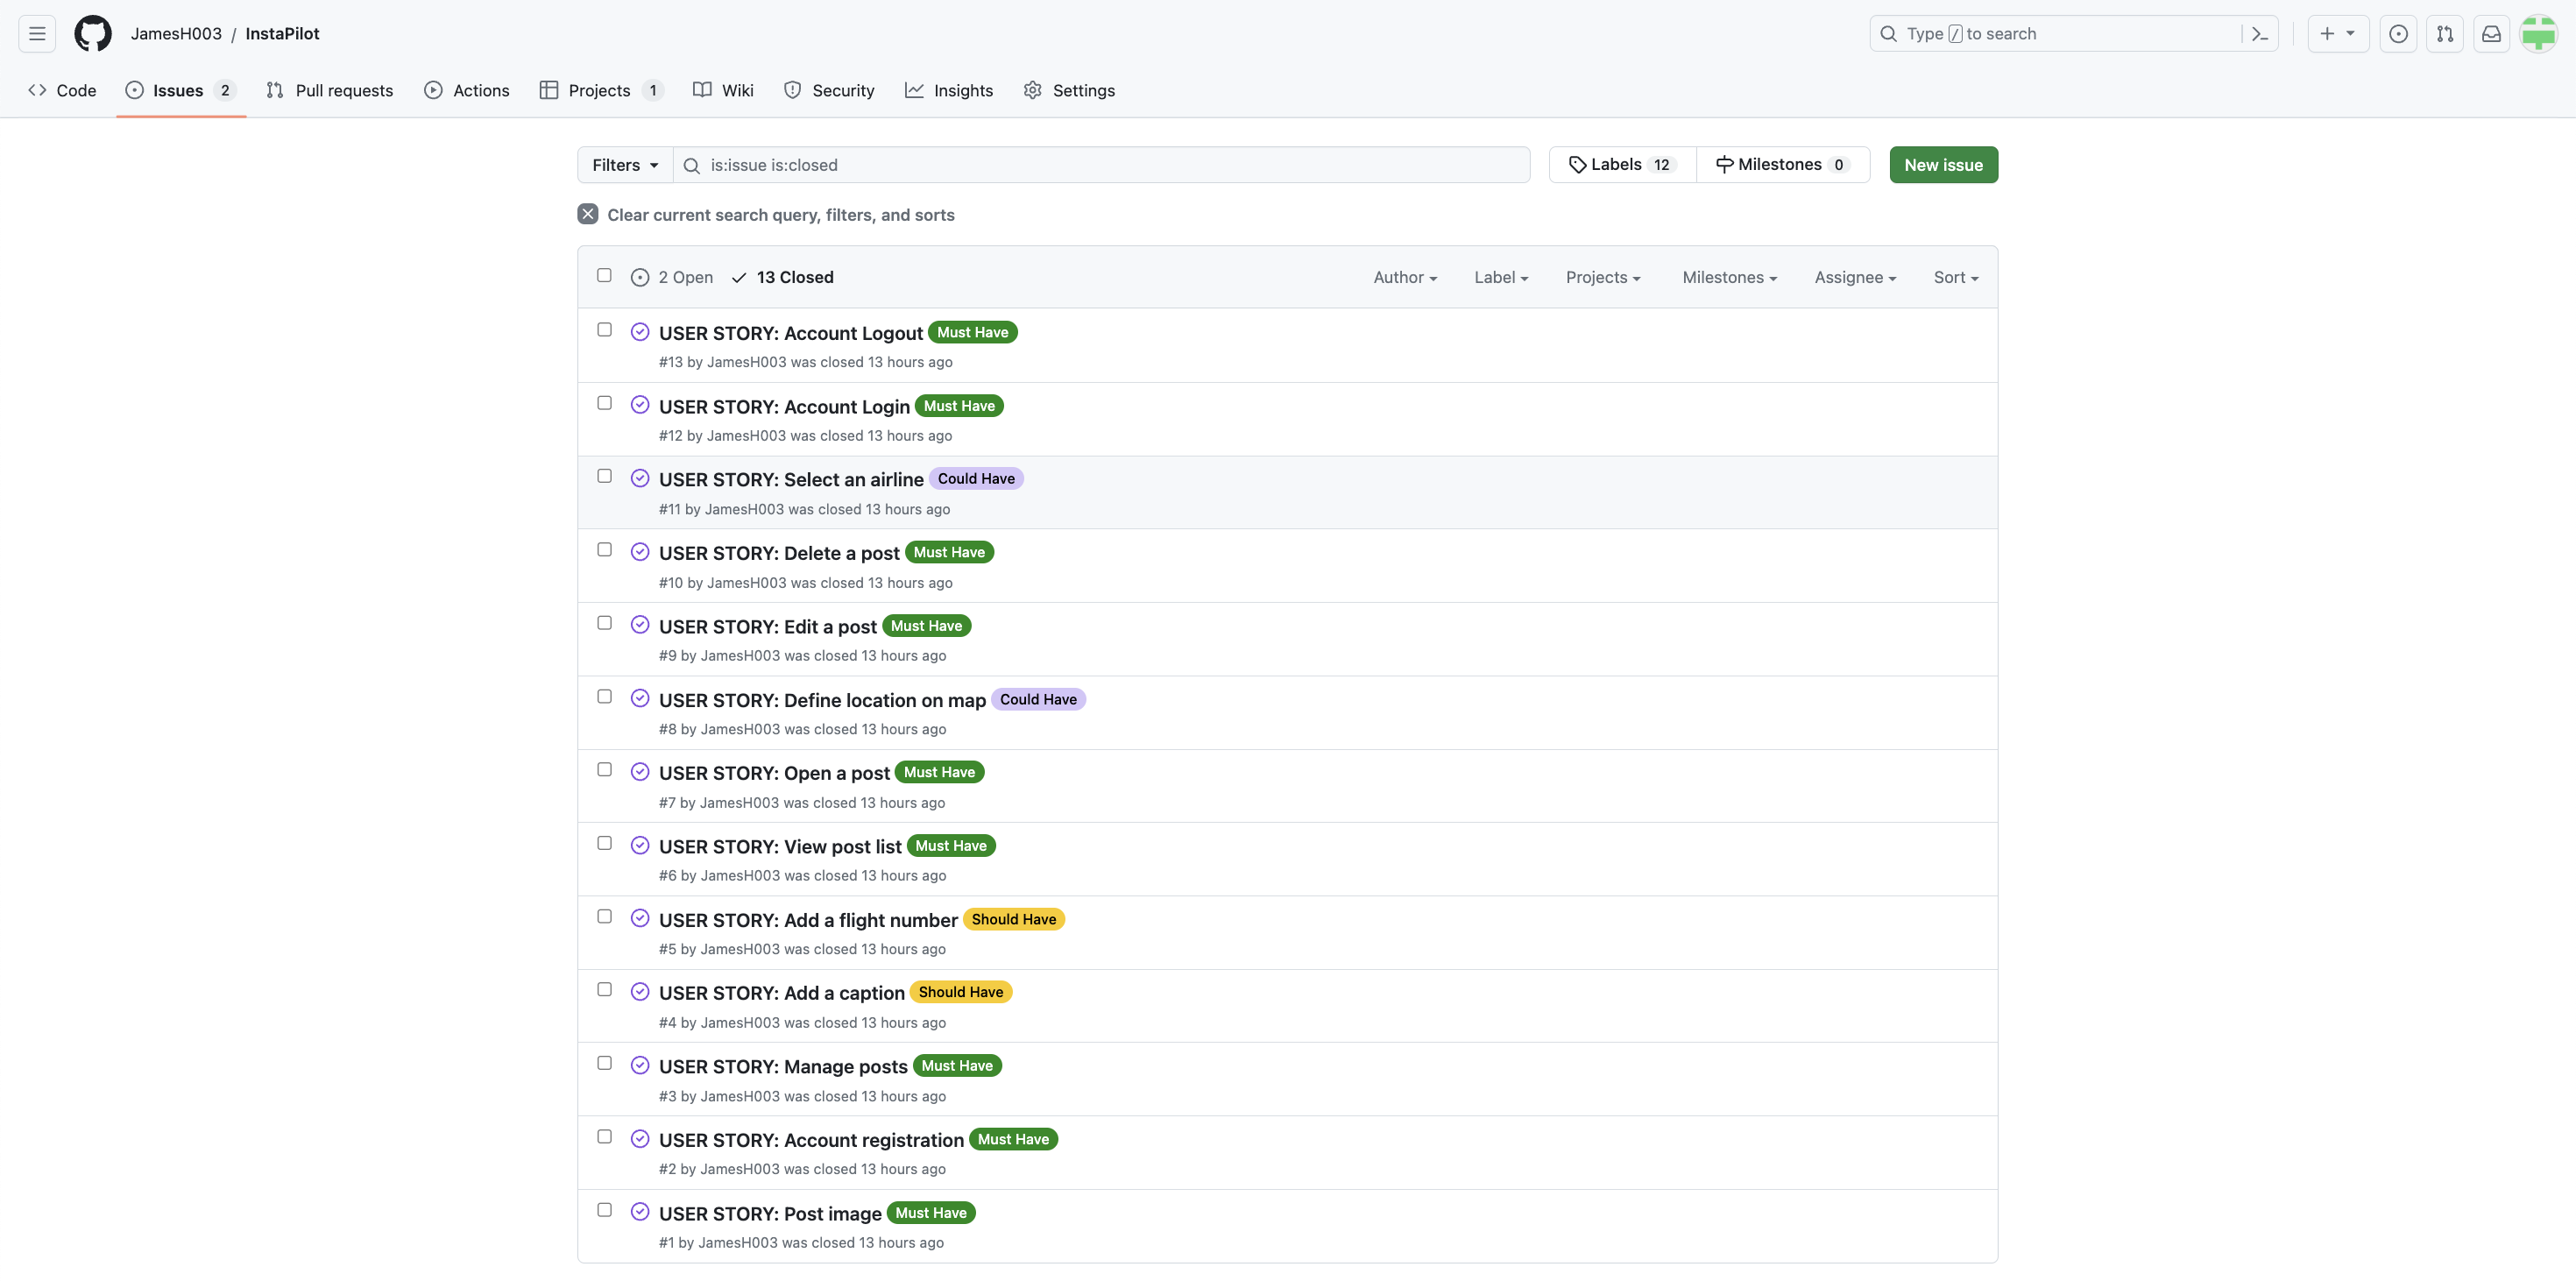 JamesH003 / InstaPilot
Type / to search
Code Issues 2 Pull requests Actions Projects 1 Wiki Security Insights Settings
Filters is:issue is:closed Labels 12 Milestones 0 New issue
Clear current search query, filters, and sorts
2 Open 13 Closed Author Label Projects Milestones Assignee Sort
USER STORY: Account Logout Must Have
#13 by JamesH003 was closed 13 hours ago
USER STORY: Account Login Must Have
#12 by JamesH003 was closed 13 hours ago
USER STORY: Select an airline Could Have
#11 by JamesH003 was closed 13 hours ago
USER STORY: Delete a post Must Have
#10 by JamesH003 was closed 13 hours ago
USER STORY: Edit a post Must Have
#9 by JamesH003 was closed 13 hours ago
USER STORY: Define location on map Could Have
#8 by JamesH003 was closed 13 hours ago
USER STORY: Open a post Must Have
#7 by JamesH003 was closed 13 hours ago
USER STORY: View post list Must Have
#6 by JamesH003 was closed 13 hours ago
USER STORY: Add a flight number Should Have
#5 by JamesH003 was closed 13 hours ago
USER STORY: Add a caption Should Have
#4 by JamesH003 was closed 13 hours ago
USER STORY: Manage posts Must Have
#3 by JamesH003 was closed 13 hours ago
USER STORY: Account registration Must Have
#2 by JamesH003 was closed 13 hours ago
USER STORY: Post image Must Have
#1 by JamesH003 was closed 13 hours ago